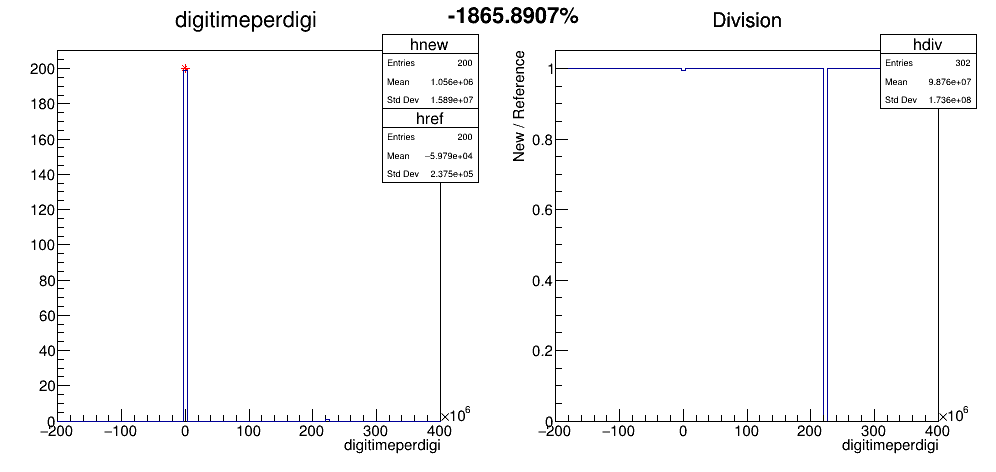 -1865.8907%
digitimeperdigi
hnew
Entries 200
Mean 1.056e+06
Std Dev 1.589e+07
href
Entries 200
Mean −5.979e+04
Std Dev 2.375e+05
200
180
160
140
120
100
80
60
40
20
0
−200 −100 0 100 200 300 400
×10⁶
digitimeperdigi
Division
hdiv
Entries 302
Mean 9.876e+07
Std Dev 1.736e+08
New / Reference
1
0.8
0.6
0.4
0.2
0
−200 −100 0 100 200 300 400
×10⁶
digitimeperdigi